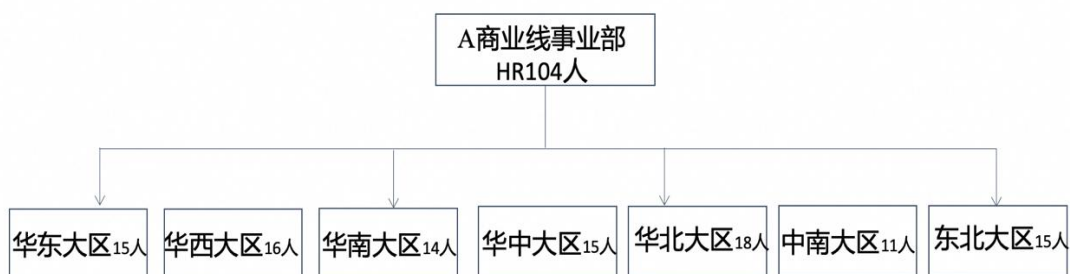 A商业线事业部
HR104人
华东大区15人
华西大区16人
华南大区14人
华中大区15人
华北大区18人
中南大区11人
东北大区15人